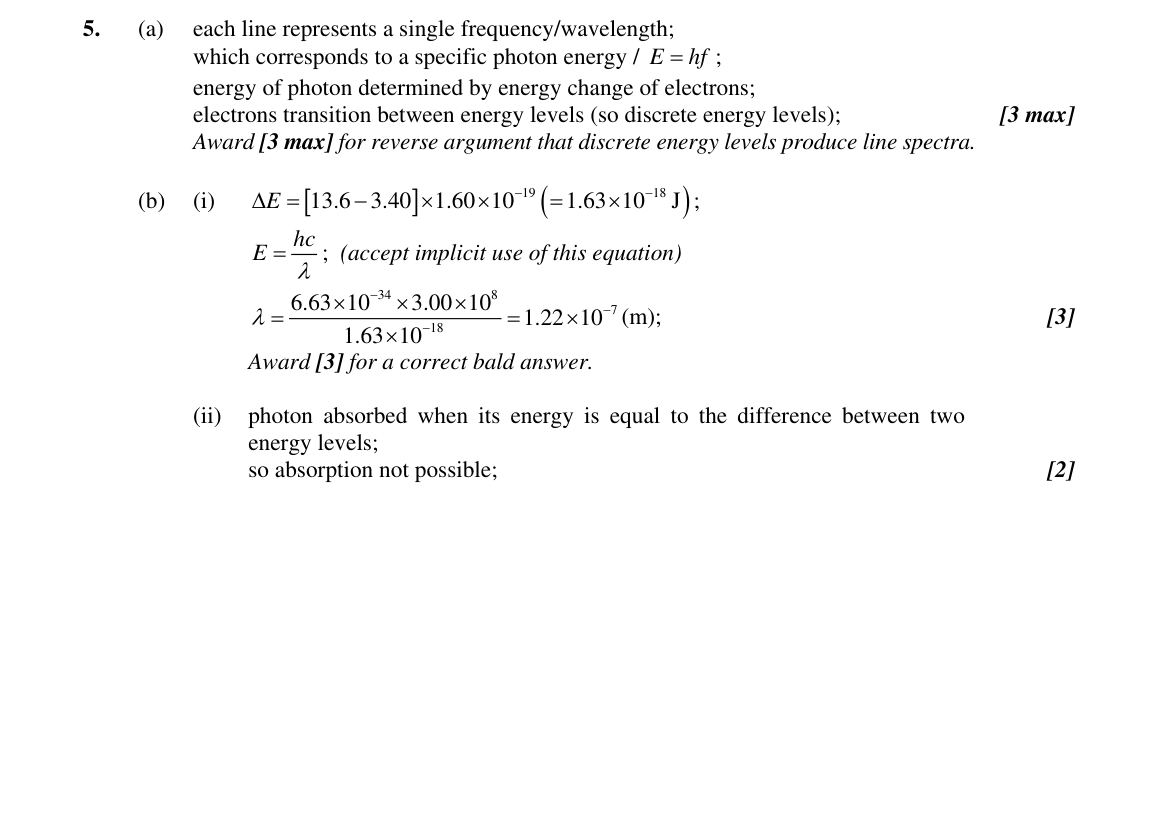 5. (a) each line represents a single frequency/wavelength;
which corresponds to a specific photon energy / E = hf ;
energy of photon determined by energy change of electrons;
electrons transition between energy levels (so discrete energy levels); [3 max]
Award [3 max] for reverse argument that discrete energy levels produce line spectra.
(b) (i) ΔE = [13.6 − 3.40] × 1.60 × 10⁻¹⁹ (= 1.63 × 10⁻¹⁸ J);
E = hc/λ ; (accept implicit use of this equation)
λ = (6.63 × 10⁻³⁴ × 3.00 × 10⁸)/(1.63 × 10⁻¹⁸) = 1.22 × 10⁻⁷ (m); [3]
Award [3] for a correct bald answer.
(ii) photon absorbed when its energy is equal to the difference between two
energy levels;
so absorption not possible; [2]